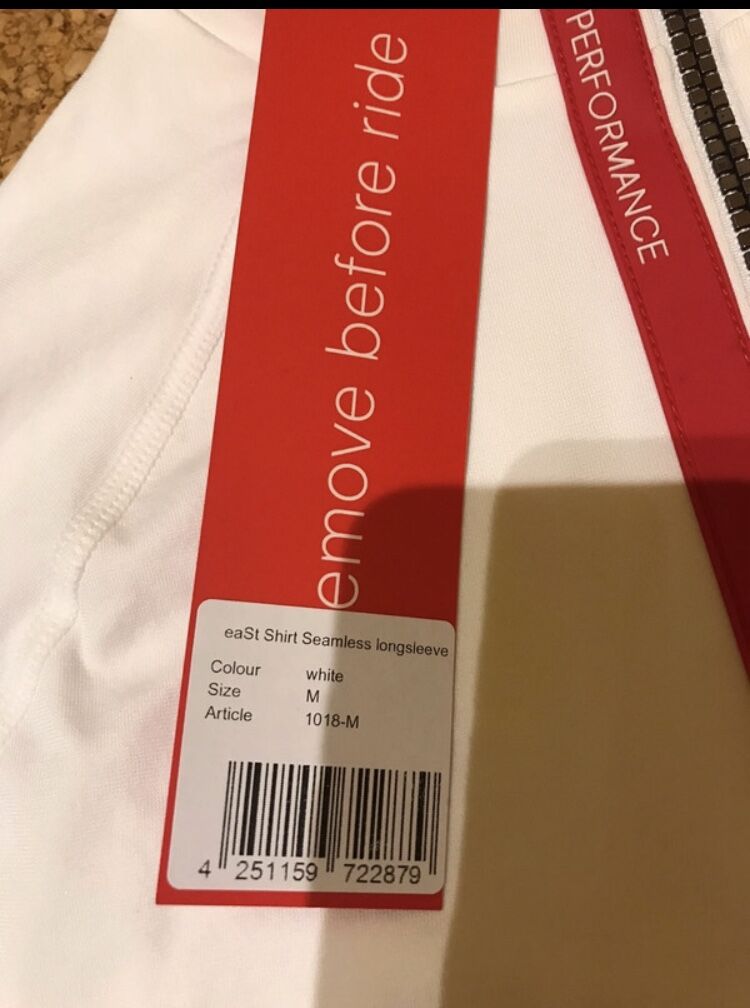 emove before ride
PERFORMANCE
eaSt Shirt Seamless longsleeve
Colour white
Size M
Article 1018-M
4 251159 722879